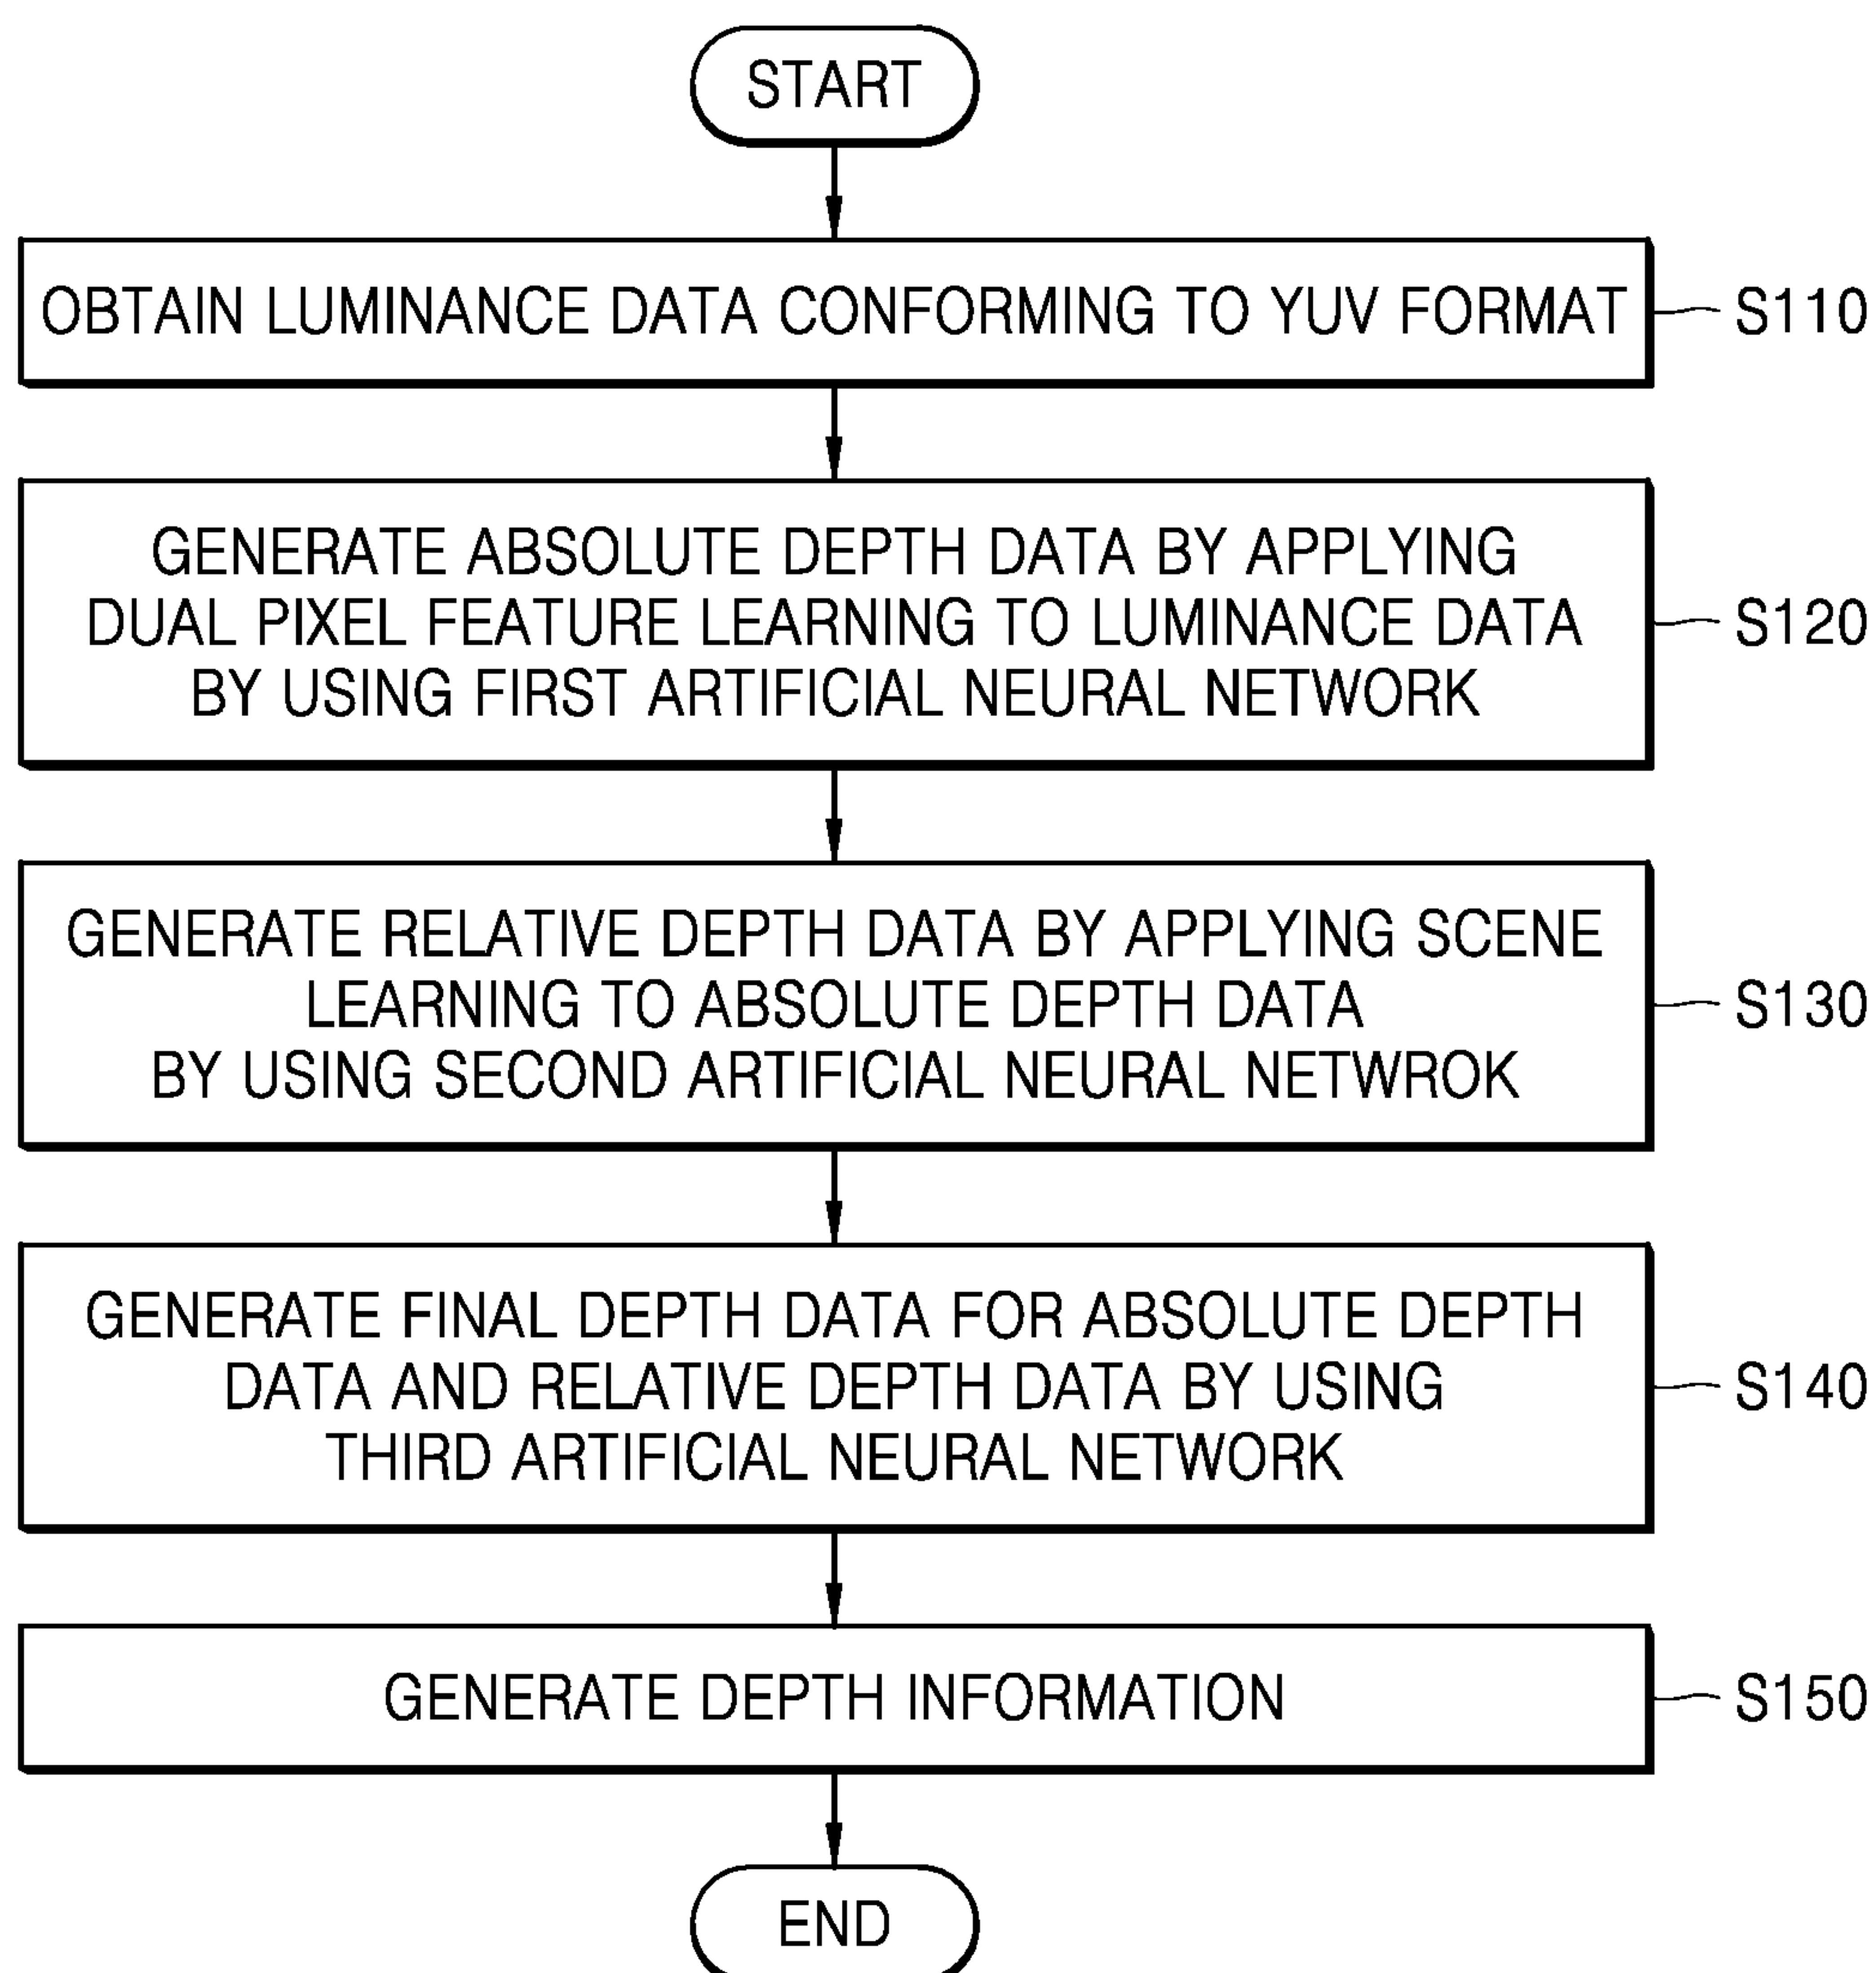 START
OBTAIN LUMINANCE DATA CONFORMING TO YUV FORMAT
S110
GENERATE ABSOLUTE DEPTH DATA BY APPLYING
DUAL PIXEL FEATURE LEARNING TO LUMINANCE DATA
BY USING FIRST ARTIFICIAL NEURAL NETWORK
S120
GENERATE RELATIVE DEPTH DATA BY APPLYING SCENE
LEARNING TO ABSOLUTE DEPTH DATA
BY USING SECOND ARTIFICIAL NEURAL NETWROK
S130
GENERATE FINAL DEPTH DATA FOR ABSOLUTE DEPTH
DATA AND RELATIVE DEPTH DATA BY USING
THIRD ARTIFICIAL NEURAL NETWORK
S140
GENERATE DEPTH INFORMATION
S150
END